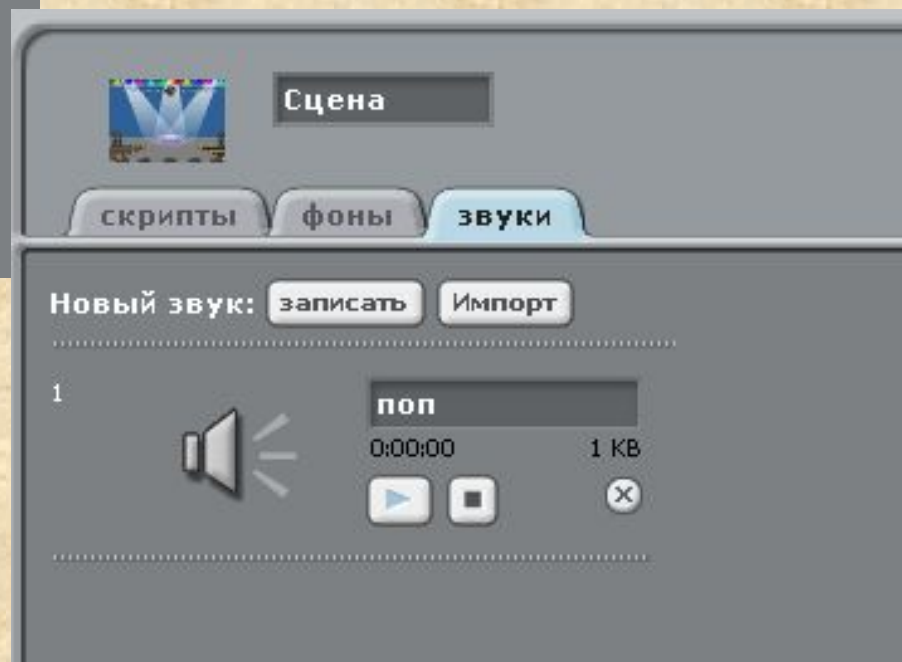 Сцена
скрипты фоны звуки
Новый звук: записать Импорт
1
поп
0:00:00 1 KB